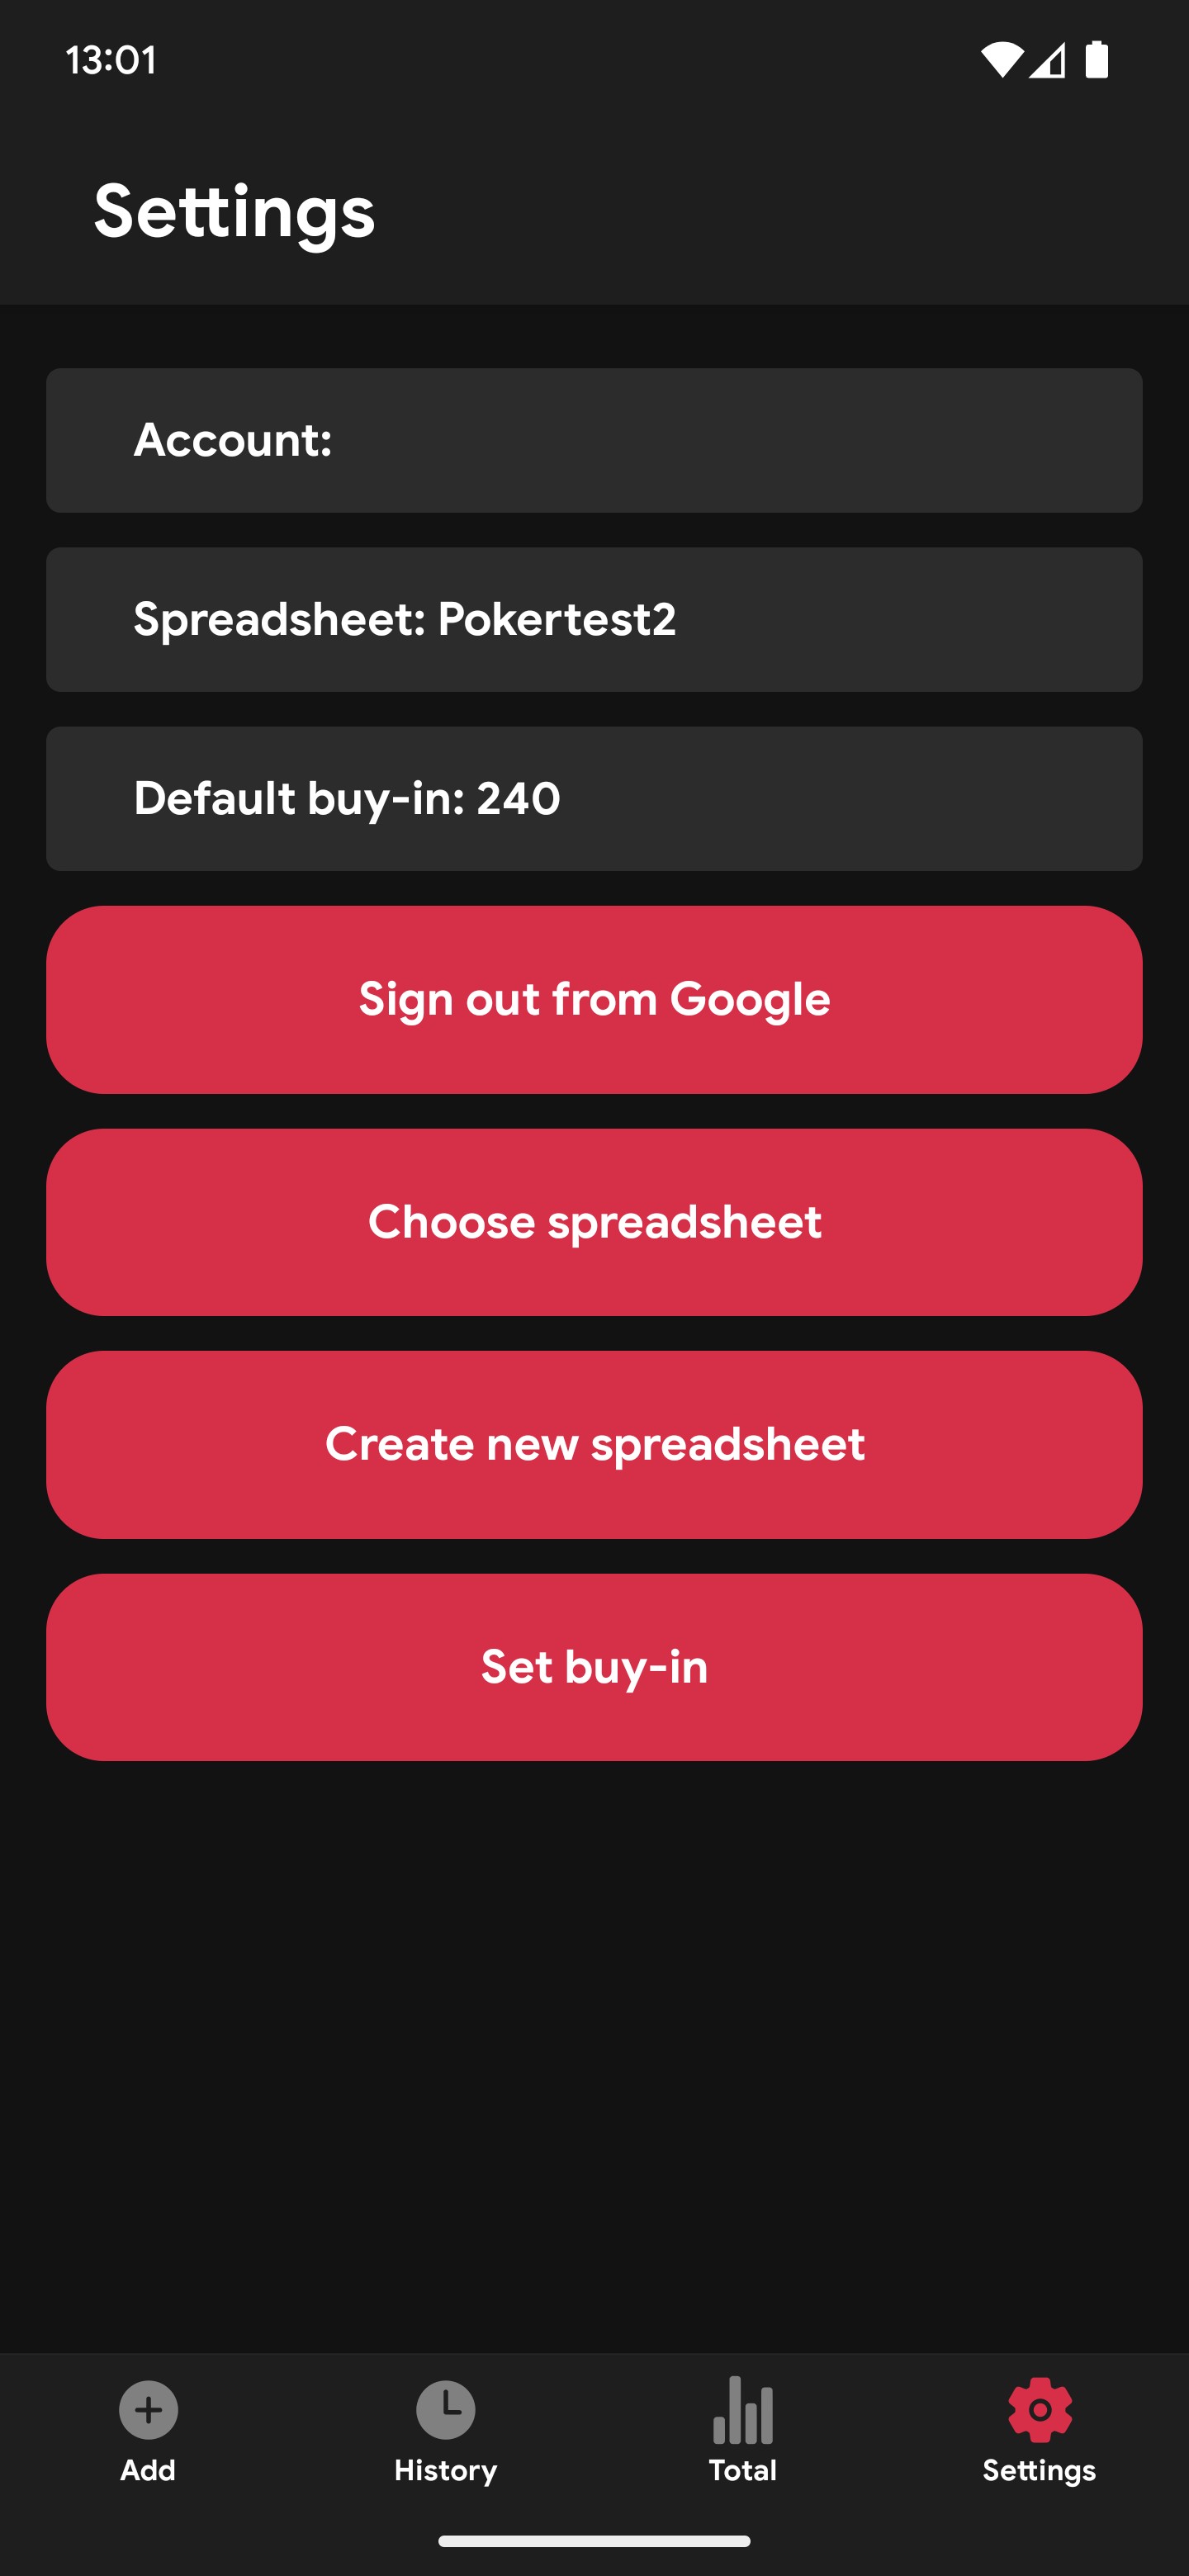 13:01
Settings
Account:
Spreadsheet: Pokertest2
Default buy-in: 240
Sign out from Google
Choose spreadsheet
Create new spreadsheet
Set buy-in
Add
History
Total
Settings